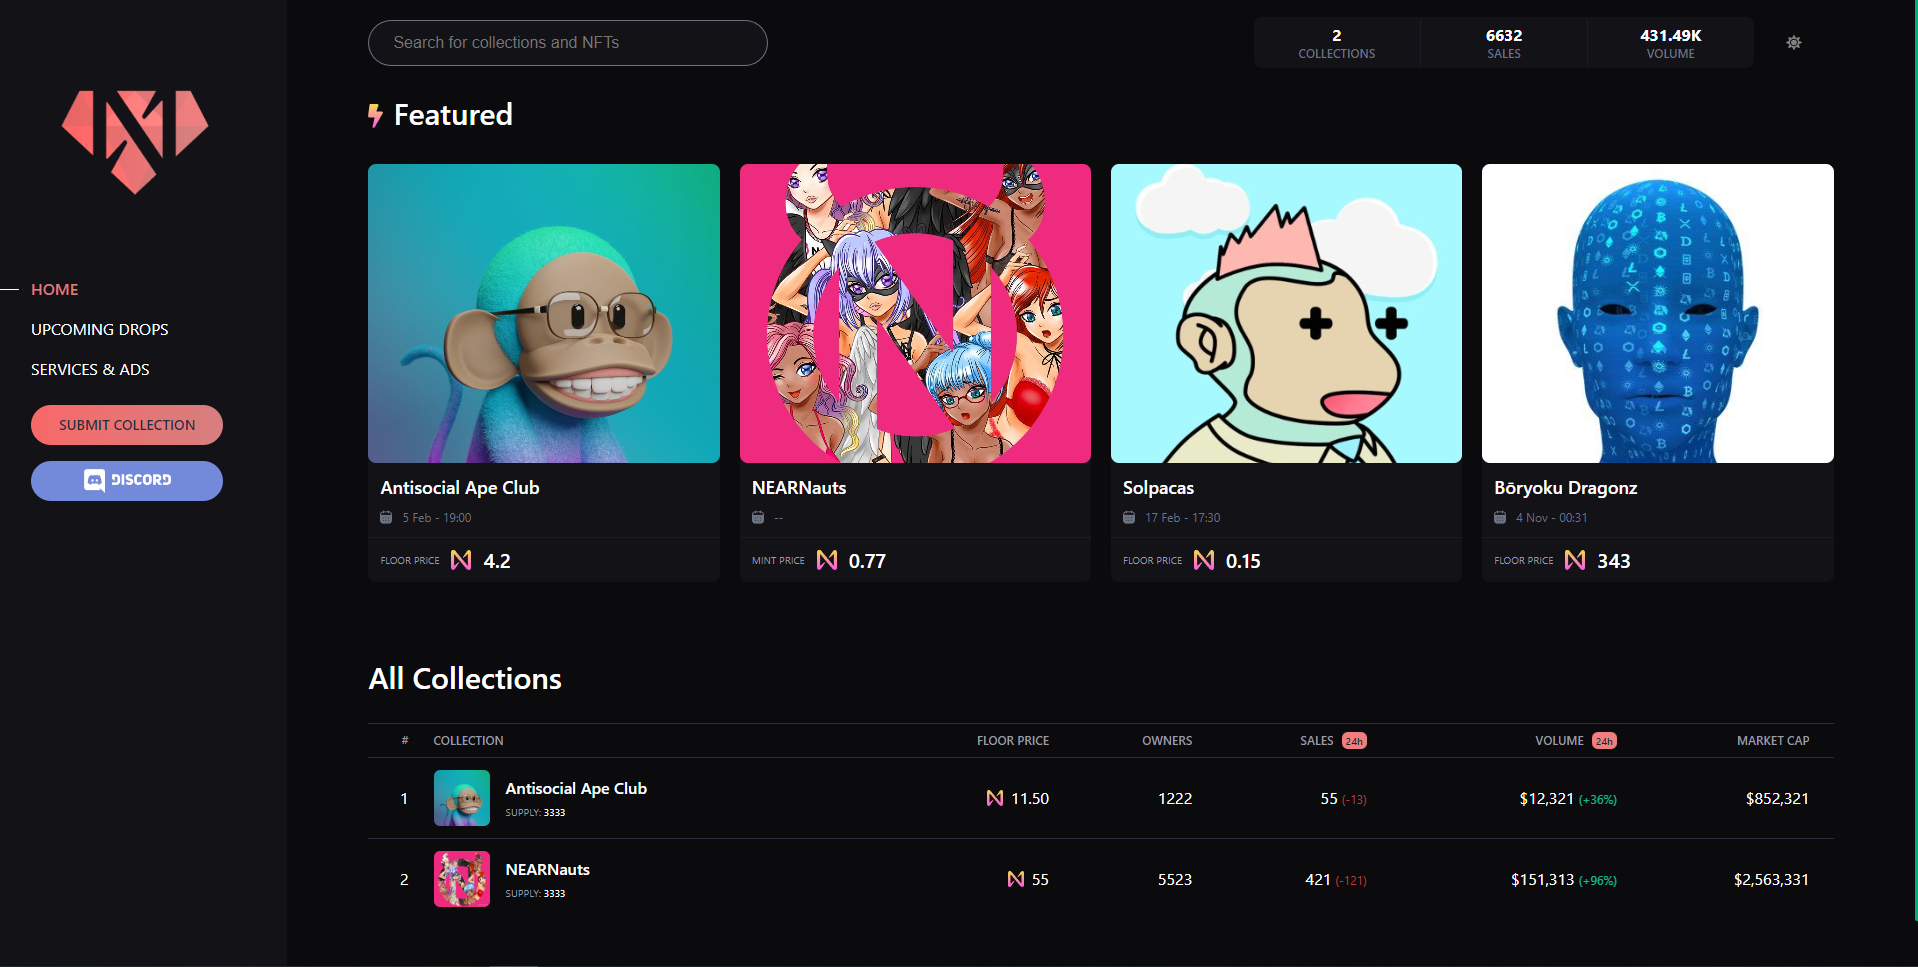 Search for collections and NFTs
2
COLLECTIONS
6632
SALES
431.49K
VOLUME
Featured
HOME
UPCOMING DROPS
SERVICES & ADS
SUBMIT COLLECTION
DISCORD
Antisocial Ape Club
5 Feb - 19:00
FLOOR PRICE 4.2
NEARNauts
--
MINT PRICE 0.77
Solpacas
17 Feb - 17:30
FLOOR PRICE 0.15
Bōryoku Dragonz
4 Nov - 00:31
FLOOR PRICE 343
All Collections
# COLLECTION FLOOR PRICE OWNERS SALES 24h VOLUME 24h MARKET CAP
1 Antisocial Ape Club 11.50 1222 55 (-13) $12,321 (+36%) $852,321
SUPPLY: 3333
2 NEARNauts 55 5523 421 (-121) $151,313 (+96%) $2,563,331
SUPPLY: 3333